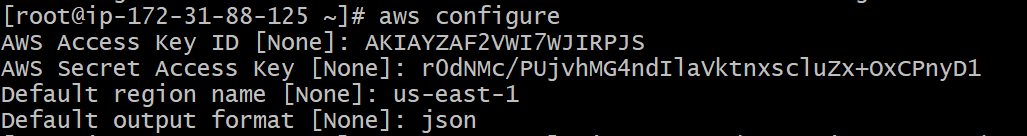 [root@ip-172-31-88-125 ~]# aws configure
AWS Access Key ID [None]: AKIAYZAF2VWI7WJIRPJS
AWS Secret Access Key [None]: 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
Default region name [None]: us-east-1
Default output format [None]: json